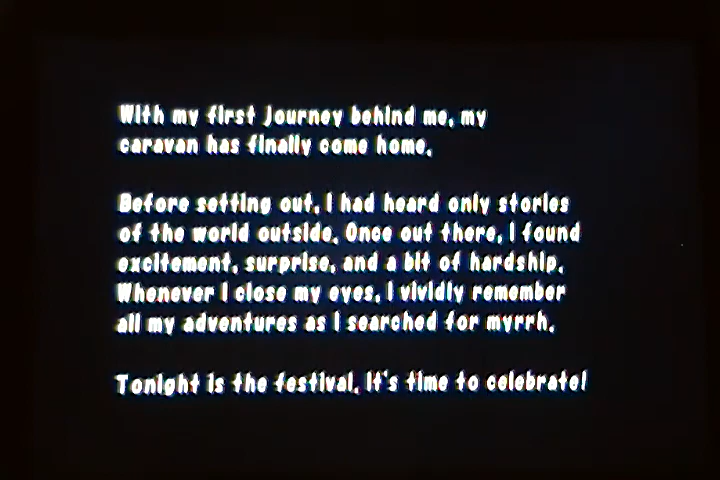 With my first journey behind me, my
caravan has finally come home.
Before setting out, I had heard only stories
of the world outside. Once out there, I found
excitement, surprise, and a bit of hardship.
Whenever I close my eyes, I vividly remember
all my adventures as I searched for myrrh.
Tonight is the festival. It's time to celebrate!